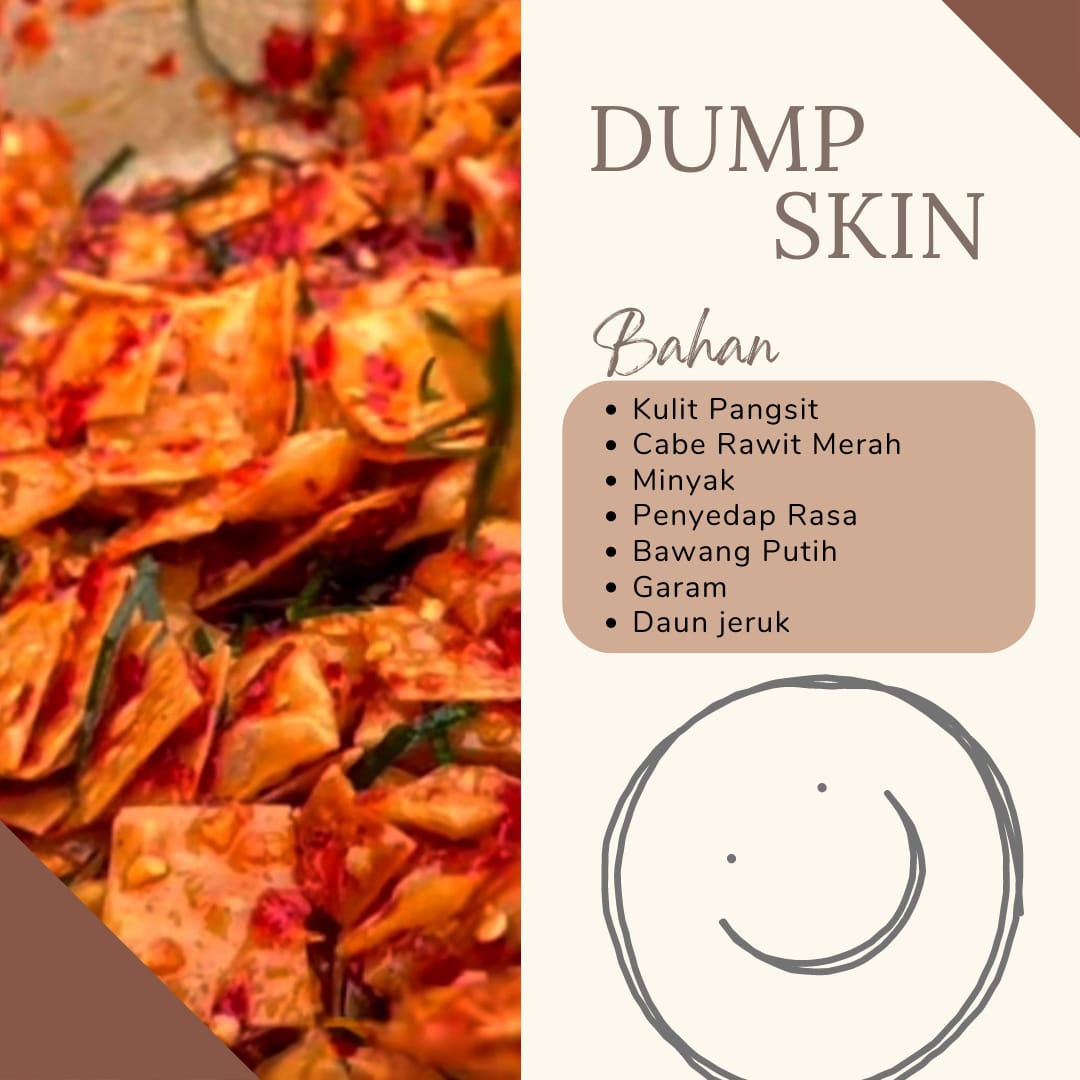 DUMP
SKIN
Bahan
• Kulit Pangsit
• Cabe Rawit Merah
• Minyak
• Penyedap Rasa
• Bawang Putih
• Garam
• Daun jeruk